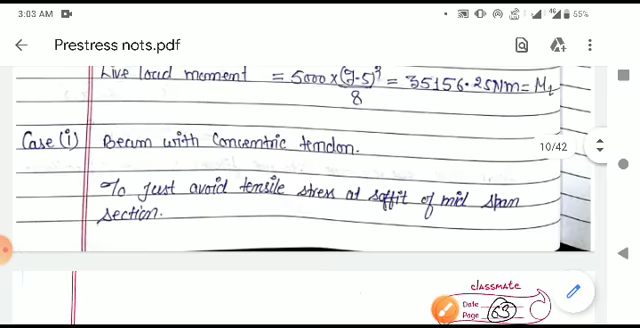 3:03 AM 4G 55%
Prestress nots.pdf
Live load moment = 5000 x (7.5)² / 8 = 35156.25Nm = ML
10/42
Case (i) Beam with Concentric tendon.
To Just avoid tensile stress at soffit of mid span
section.
classmate
Date
Page 63